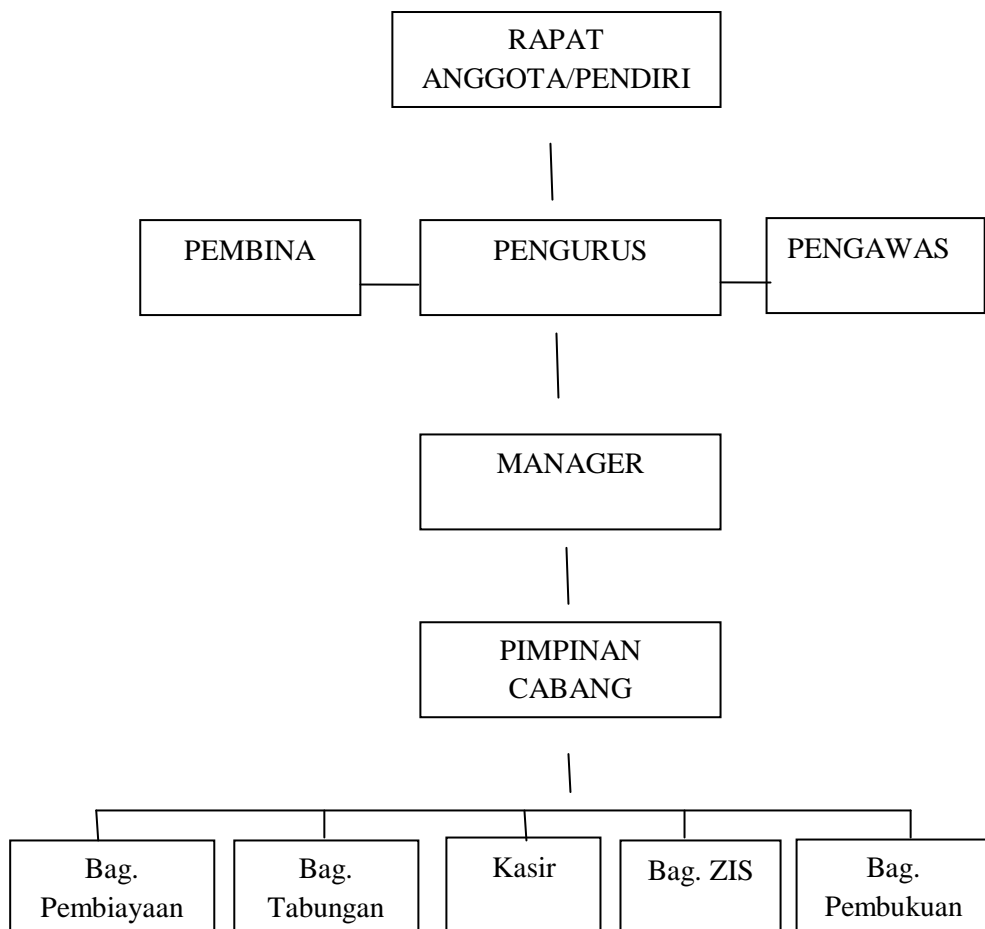 RAPAT
ANGGOTA/PENDIRI
PEMBINA
PENGURUS
PENGAWAS
MANAGER
PIMPINAN
CABANG
Bag.
Pembiayaan
Bag.
Tabungan
Kasir
Bag. ZIS
Bag.
Pembukuan